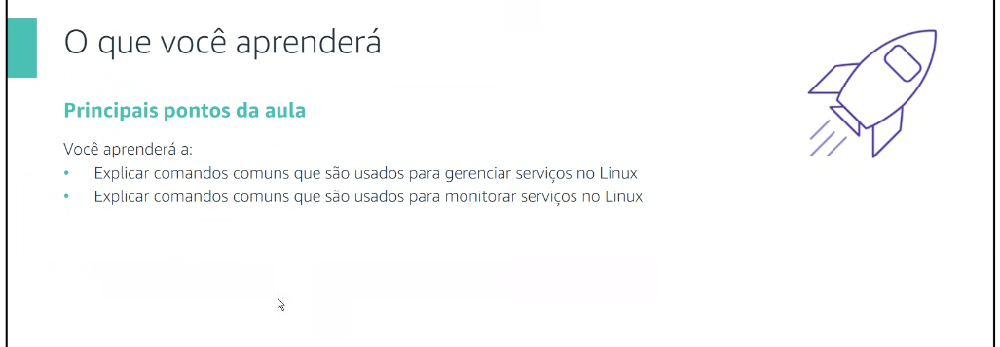 O que você aprenderá
Principais pontos da aula
Você aprenderá a:
• Explicar comandos comuns que são usados para gerenciar serviços no Linux
• Explicar comandos comuns que são usados para monitorar serviços no Linux